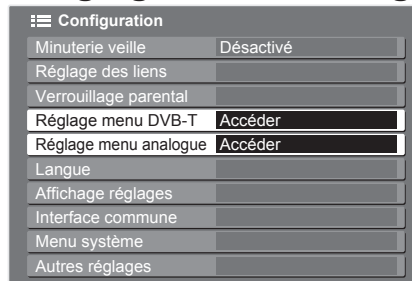 Configuration
Minuterie veille Désactivé
Réglage des liens
Verrouillage parental
Réglage menu DVB-T Accéder
Réglage menu analogue Accéder
Langue
Affichage réglages
Interface commune
Menu système
Autres réglages